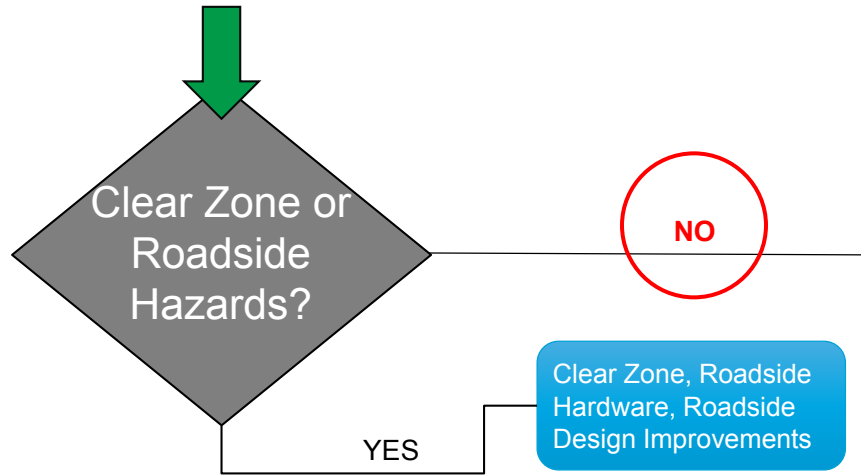 Clear Zone or
Roadside
Hazards?
NO
Clear Zone, Roadside
Hardware, Roadside
Design Improvements
YES